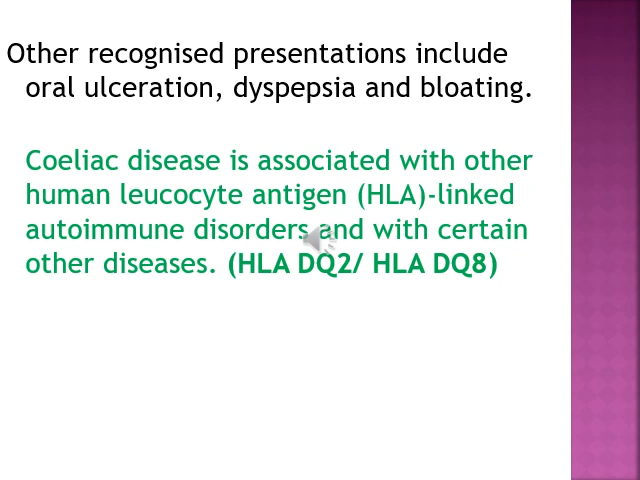 Other recognised presentations include
oral ulceration, dyspepsia and bloating.
Coeliac disease is associated with other
human leucocyte antigen (HLA)-linked
autoimmune disorders and with certain
other diseases. (HLA DQ2/ HLA DQ8)